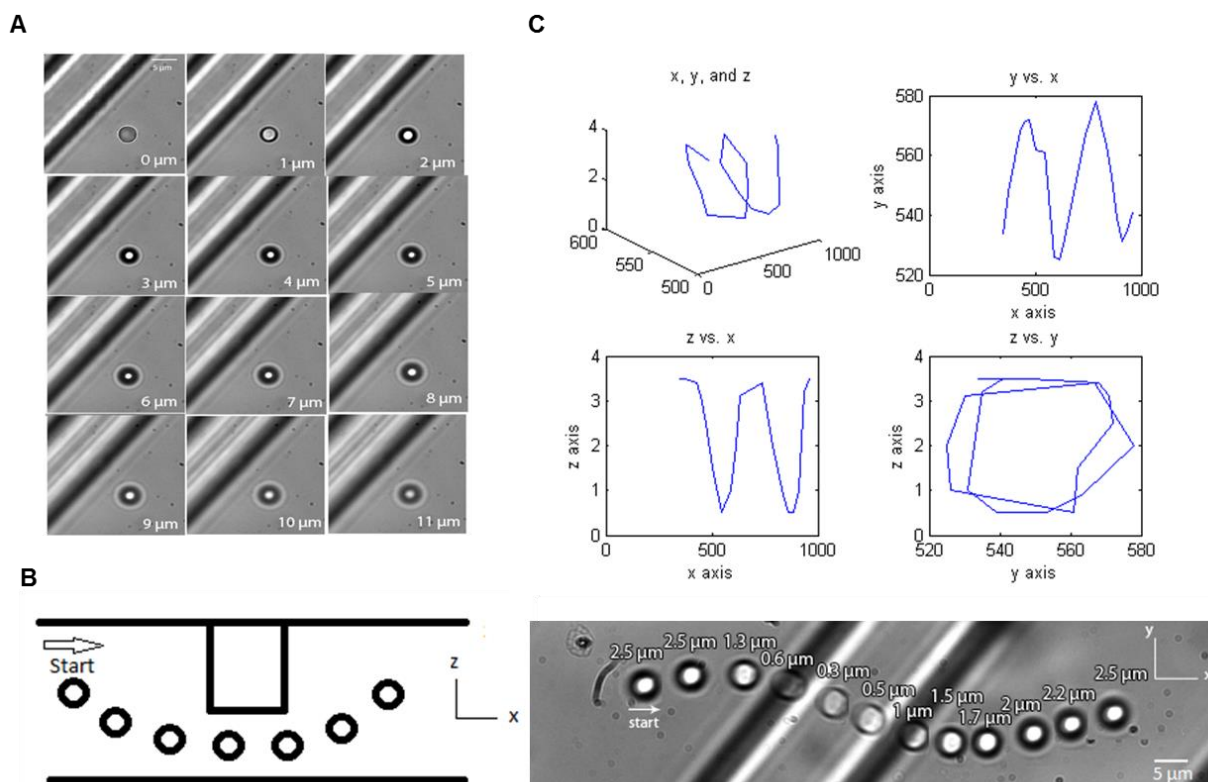 A
5 µm
0 µm
1 µm
2 µm
3 µm
4 µm
5 µm
6 µm
7 µm
8 µm
9 µm
10 µm
11 µm
B
Start
z
x
C
x, y, and z
4
2
0
600
550
500
0
500
1000
y vs. x
580
560
540
520
y axis
0
500
1000
x axis
z vs. x
4
3
2
1
0
z axis
0
500
1000
x axis
z vs. y
4
3
2
1
0
z axis
520
540
560
580
y axis
2.5 µm
2.5 µm
1.3 µm
0.6 µm
0.3 µm
0.5 µm
1 µm
1.5 µm
1.7 µm
2 µm
2.2 µm
2.5 µm
start
y
x
5 µm